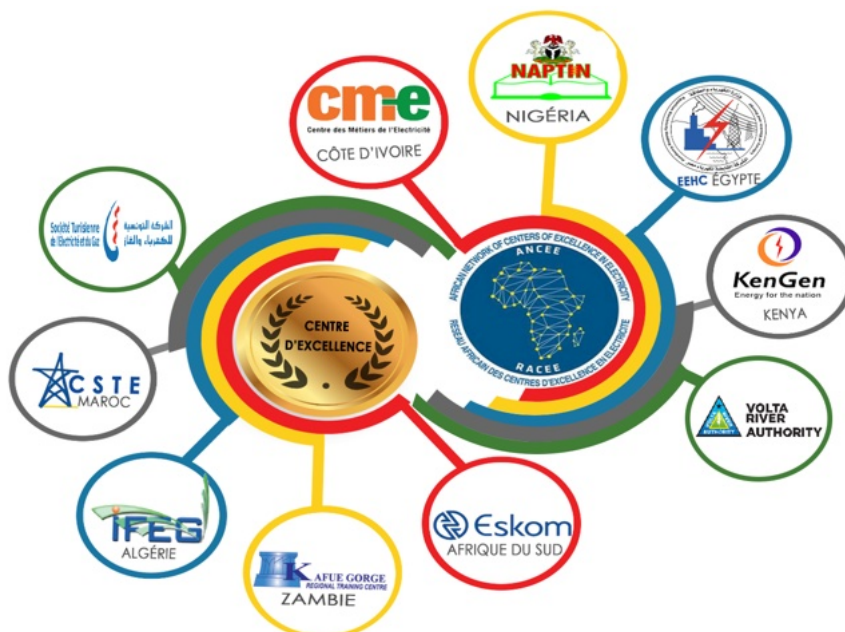 NAPTIN
NIGÉRIA
cm-e
Centre des Métiers de l'Electricité
CÔTE D'IVOIRE
EEHC ÉGYPTE
Société Tunisienne
de l'Electricité et du Gaz
الشركة التونسية
للكهرباء والغاز
AFRICAN NETWORK OF CENTERS OF EXCELLENCE IN ELECTRICITY
ANCEE
RACEE
RESEAU AFRICAIN DES CENTRES D'EXCELLENCE EN ELECTRICITE
KenGen
Energy for the nation
KENYA
CENTRE
D'EXCELLENCE
CSTE
MAROC
VOLTA
RIVER
AUTHORITY
IFEG
ALGÉRIE
Eskom
AFRIQUE DU SUD
KAFUE GORGE
REGIONAL TRAINING CENTRE
ZAMBIE